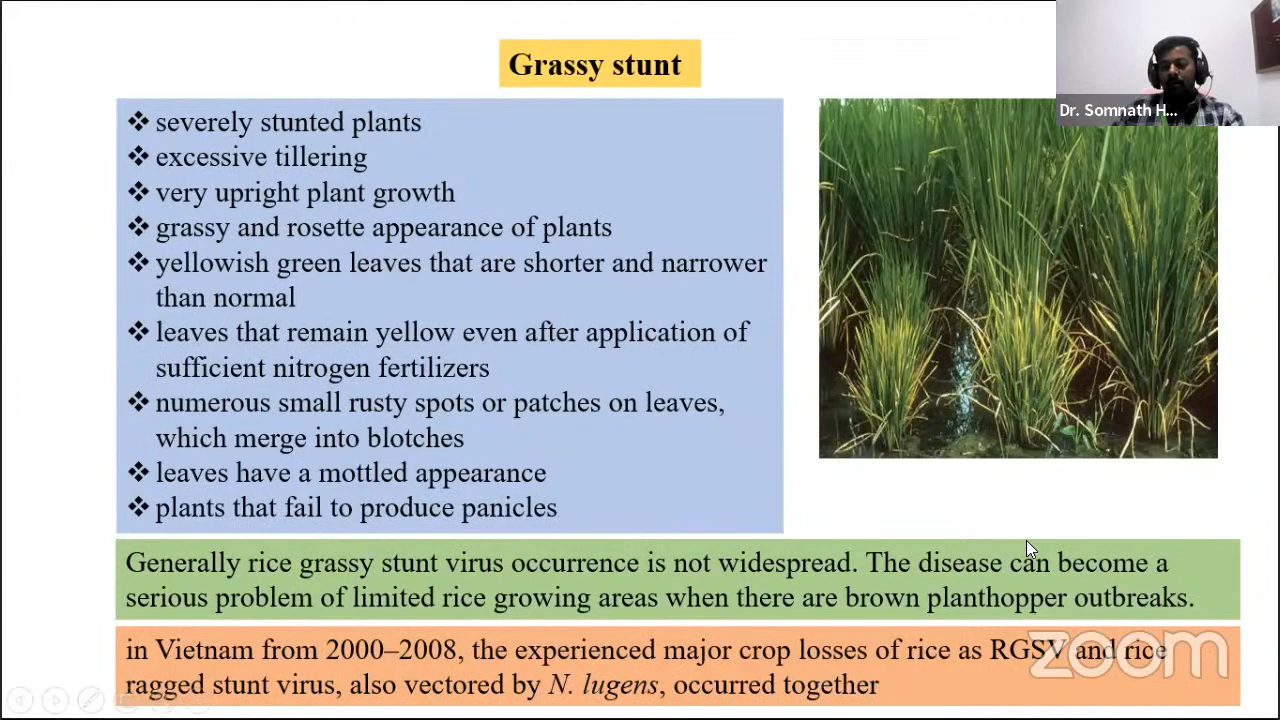 Grassy stunt
Dr. Somnath H...
❖ severely stunted plants
❖ excessive tillering
❖ very upright plant growth
❖ grassy and rosette appearance of plants
❖ yellowish green leaves that are shorter and narrower
than normal
❖ leaves that remain yellow even after application of
sufficient nitrogen fertilizers
❖ numerous small rusty spots or patches on leaves,
which merge into blotches
❖ leaves have a mottled appearance
❖ plants that fail to produce panicles
Generally rice grassy stunt virus occurrence is not widespread. The disease can become a
serious problem of limited rice growing areas when there are brown planthopper outbreaks.
in Vietnam from 2000–2008, the experienced major crop losses of rice as RGSV and rice
ragged stunt virus, also vectored by N. lugens, occurred together
zoom